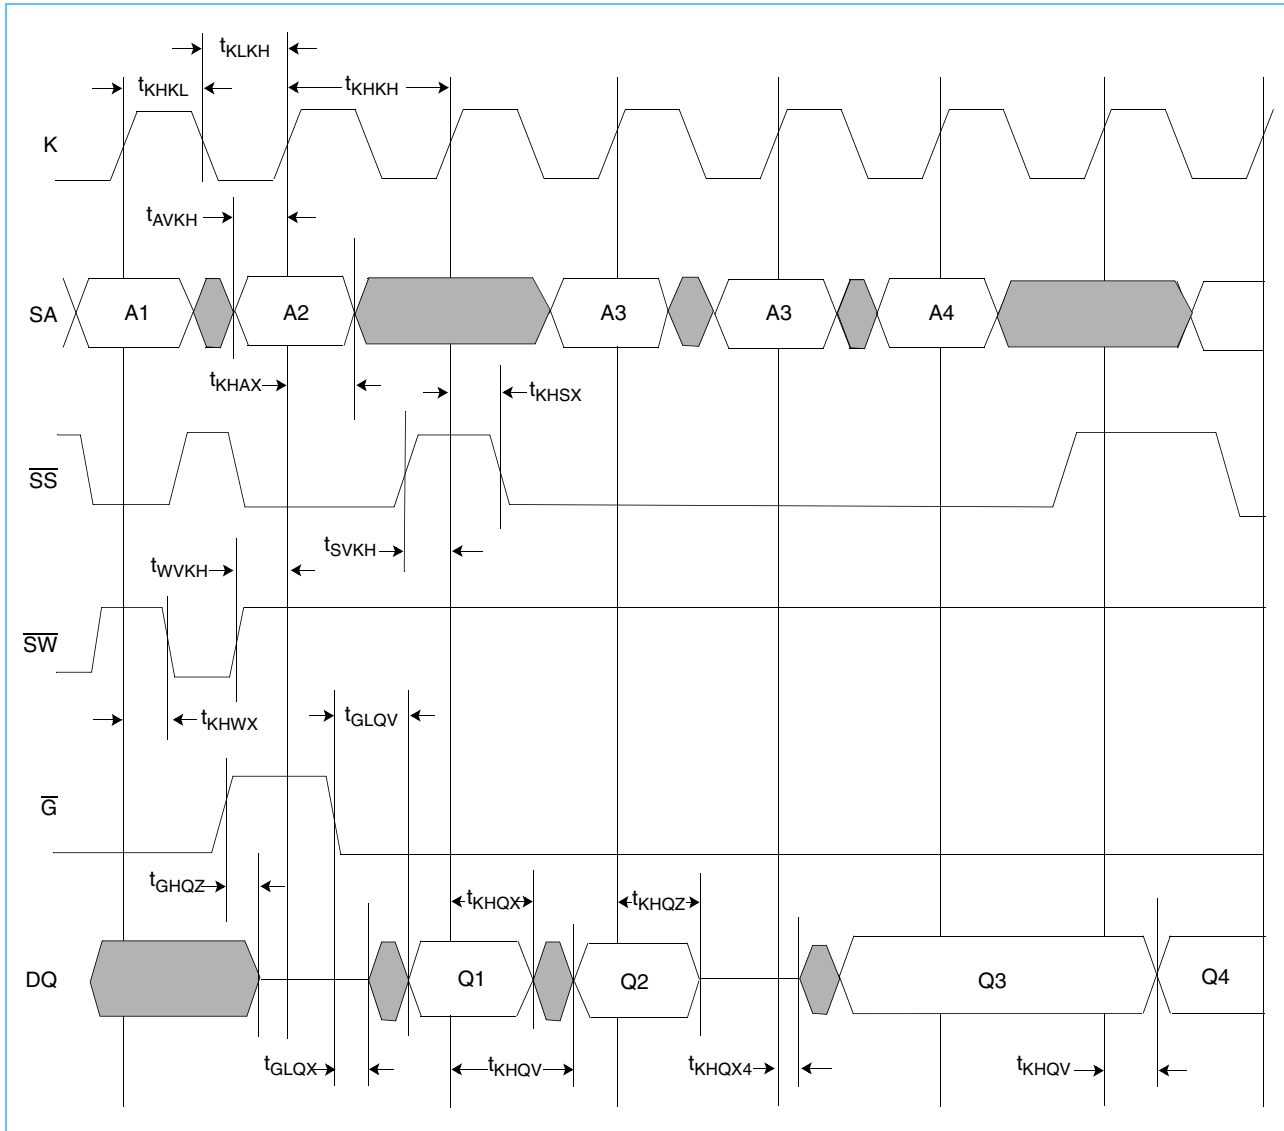 tKLKH
tKHKL
tKHKH
K
tAVKH
SA A1 A2 A3 A3 A4
tKHAX
tKHSX
SS
tSVKH
tWVKH
SW
tKHWX
tGLQV
G
tGHQZ
tKHQX
tKHQZ
DQ Q1 Q2 Q3 Q4
tGLQX
tKHQV
tKHQX4
tKHQV